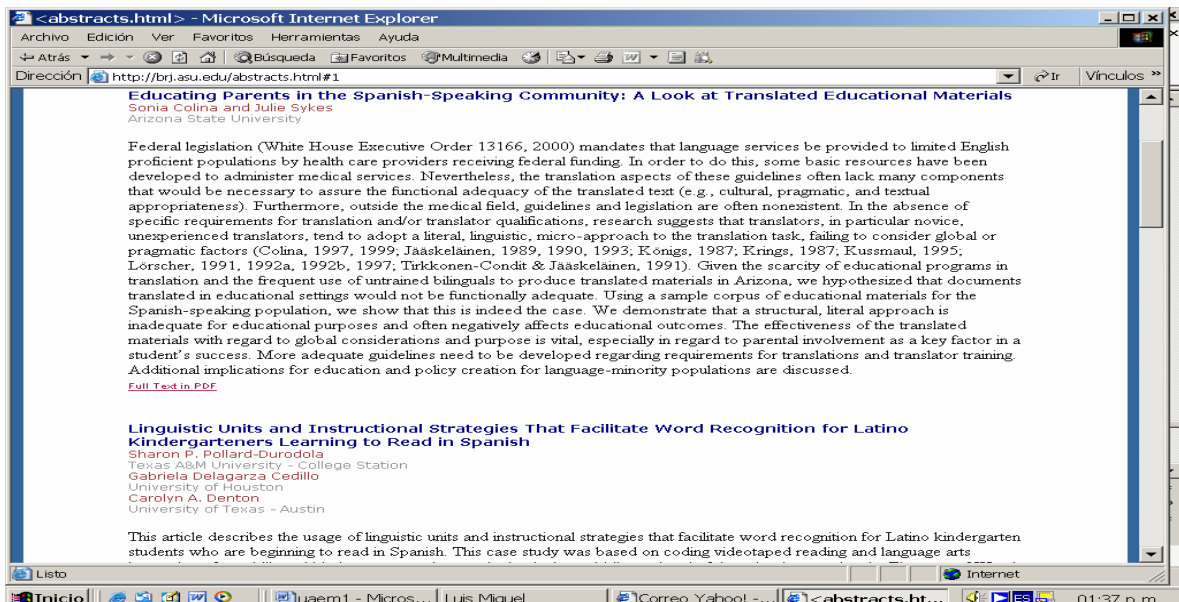 <abstracts.html> - Microsoft Internet Explorer
Archivo Edición Ver Favoritos Herramientas Ayuda
Atrás Búsqueda Favoritos Multimedia
Dirección http://brj.asu.edu/abstracts.html#1 Ir Vínculos »
Educating Parents in the Spanish-Speaking Community: A Look at Translated Educational Materials
Sonia Colina and Julie Sykes
Arizona State University
Federal legislation (White House Executive Order 13166, 2000) mandates that language services be provided to limited English
proficient populations by health care providers receiving federal funding. In order to do this, some basic resources have been
developed to administer medical services. Nevertheless, the translation aspects of these guidelines often lack many components
that would be necessary to assure the functional adequacy of the translated text (e.g., cultural, pragmatic, and textual
appropriateness). Furthermore, outside the medical field, guidelines and legislation are often nonexistent. In the absence of
specific requirements for translation and/or translator qualifications, research suggests that translators, in particular novice,
unexperienced translators, tend to adopt a literal, linguistic, micro-approach to the translation task, failing to consider global or
pragmatic factors (Colina, 1997, 1999; Jääskeläinen, 1989, 1990, 1993; Königs, 1987; Krings, 1987; Kussmaul, 1995;
Lörscher, 1991, 1992a, 1992b, 1997; Tirkkonen-Condit & Jääskeläinen, 1991). Given the scarcity of educational programs in
translation and the frequent use of untrained bilinguals to produce translated materials in Arizona, we hypothesized that documents
translated in educational settings would not be functionally adequate. Using a sample corpus of educational materials for the
Spanish-speaking population, we show that this is indeed the case. We demonstrate that a structural, literal approach is
inadequate for educational purposes and often negatively affects educational outcomes. The effectiveness of the translated
materials with regard to global considerations and purpose is vital, especially in regard to parental involvement as a key factor in a
student's success. More adequate guidelines need to be developed regarding requirements for translations and translator training.
Additional implications for education and policy creation for language-minority populations are discussed.
Full Text in PDF
Linguistic Units and Instructional Strategies That Facilitate Word Recognition for Latino
Kindergarteners Learning to Read in Spanish
Sharon P. Pollard-Durodola
Texas A&M University - College Station
Gabriela Delagarza Cedillo
University of Houston
Carolyn A. Denton
University of Texas - Austin
This article describes the usage of linguistic units and instructional strategies that facilitate word recognition for Latino kindergarten
students who are beginning to read in Spanish. This case study was based on coding videotaped reading and language arts
Listo Internet
Inicio uaem1 - Micros... Luis Miguel Correo Yahoo! -... <abstracts.ht... ES 01:37 p.m.